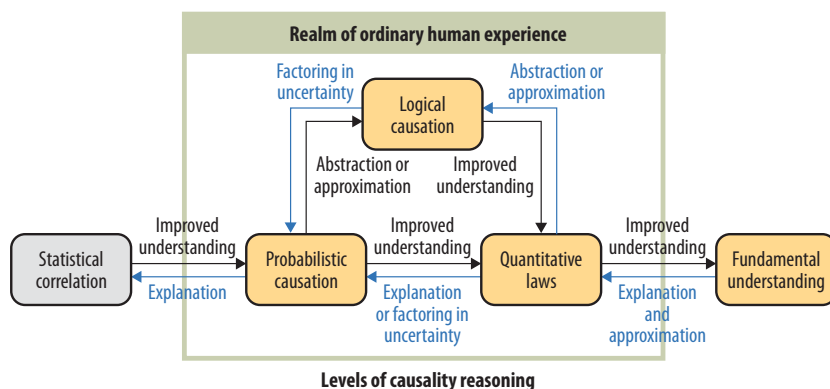 Realm of ordinary human experience
Factoring in
uncertainty
Abstraction or
approximation
Logical
causation
Abstraction or
approximation
Improved
understanding
Improved
understanding
Improved
understanding
Improved
understanding
Statistical
correlation
Probabilistic
causation
Quantitative
laws
Fundamental
understanding
Explanation
Explanation
or factoring in
uncertainty
Explanation
and
approximation
Levels of causality reasoning